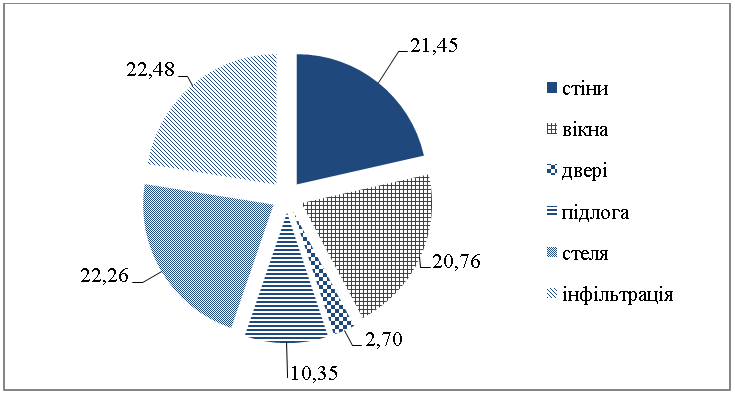 21,45
22,48
20,76
22,26
2,70
10,35
стіни
вікна
двері
підлога
стеля
інфільтрація